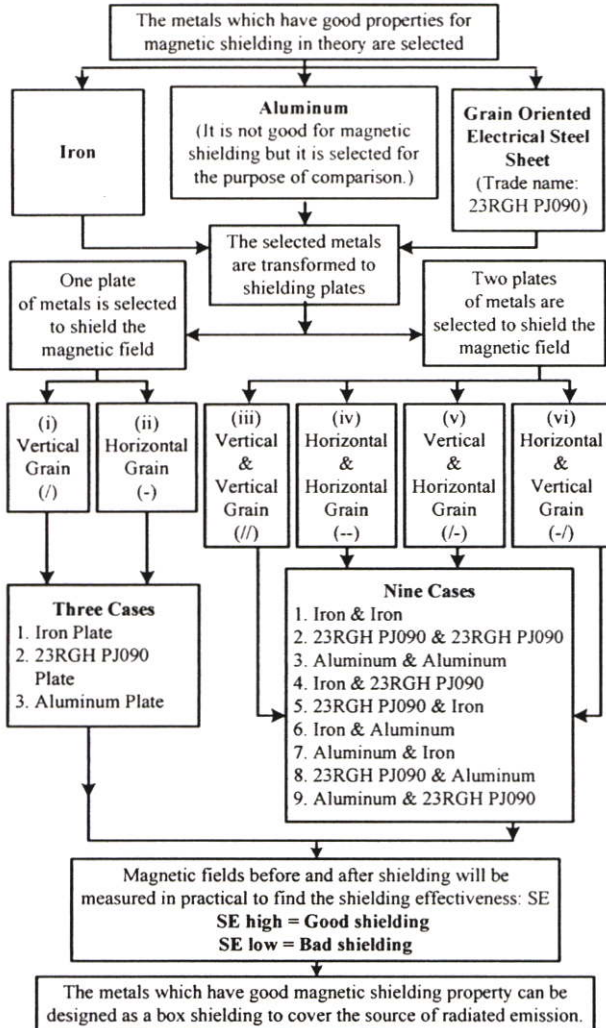 The metals which have good properties for
magnetic shielding in theory are selected
Iron
Aluminum
(It is not good for magnetic
shielding but it is selected for
the purpose of comparison.)
Grain Oriented
Electrical Steel
Sheet
(Trade name:
23RGH PJ090)
The selected metals
are transformed to
shielding plates
One plate
of metals is selected
to shield the
magnetic field
Two plates
of metals are
selected to shield the
magnetic field
(i)
Vertical
Grain
(/)
(ii)
Horizontal
Grain
(-)
(iii)
Vertical
&
Vertical
Grain
(//)
(iv)
Horizontal
&
Horizontal
Grain
(--)
(v)
Vertical
&
Horizontal
Grain
(/-)
(vi)
Horizontal
&
Vertical
Grain
(-/)
Three Cases
1. Iron Plate
2. 23RGH PJ090
Plate
3. Aluminum Plate
Nine Cases
1. Iron & Iron
2. 23RGH PJ090 & 23RGH PJ090
3. Aluminum & Aluminum
4. Iron & 23RGH PJ090
5. 23RGH PJ090 & Iron
6. Iron & Aluminum
7. Aluminum & Iron
8. 23RGH PJ090 & Aluminum
9. Aluminum & 23RGH PJ090
Magnetic fields before and after shielding will be
measured in practical to find the shielding effectiveness: SE
SE high = Good shielding
SE low = Bad shielding
The metals which have good magnetic shielding property can be
designed as a box shielding to cover the source of radiated emission.